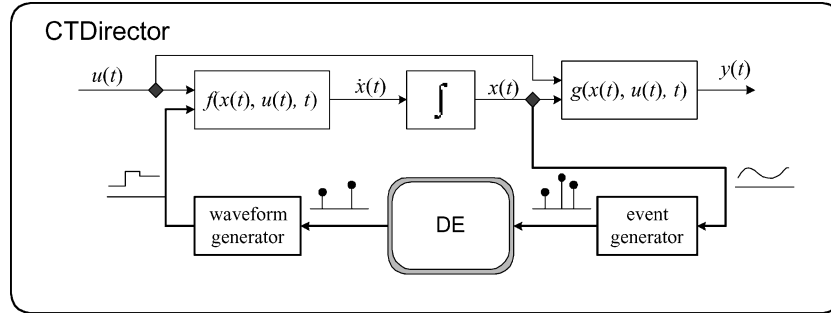 CTDirector
u(t)
f(x(t), u(t), t)
ẋ(t)
∫
x(t)
g(x(t), u(t), t)
y(t)
waveform
generator
DE
event
generator